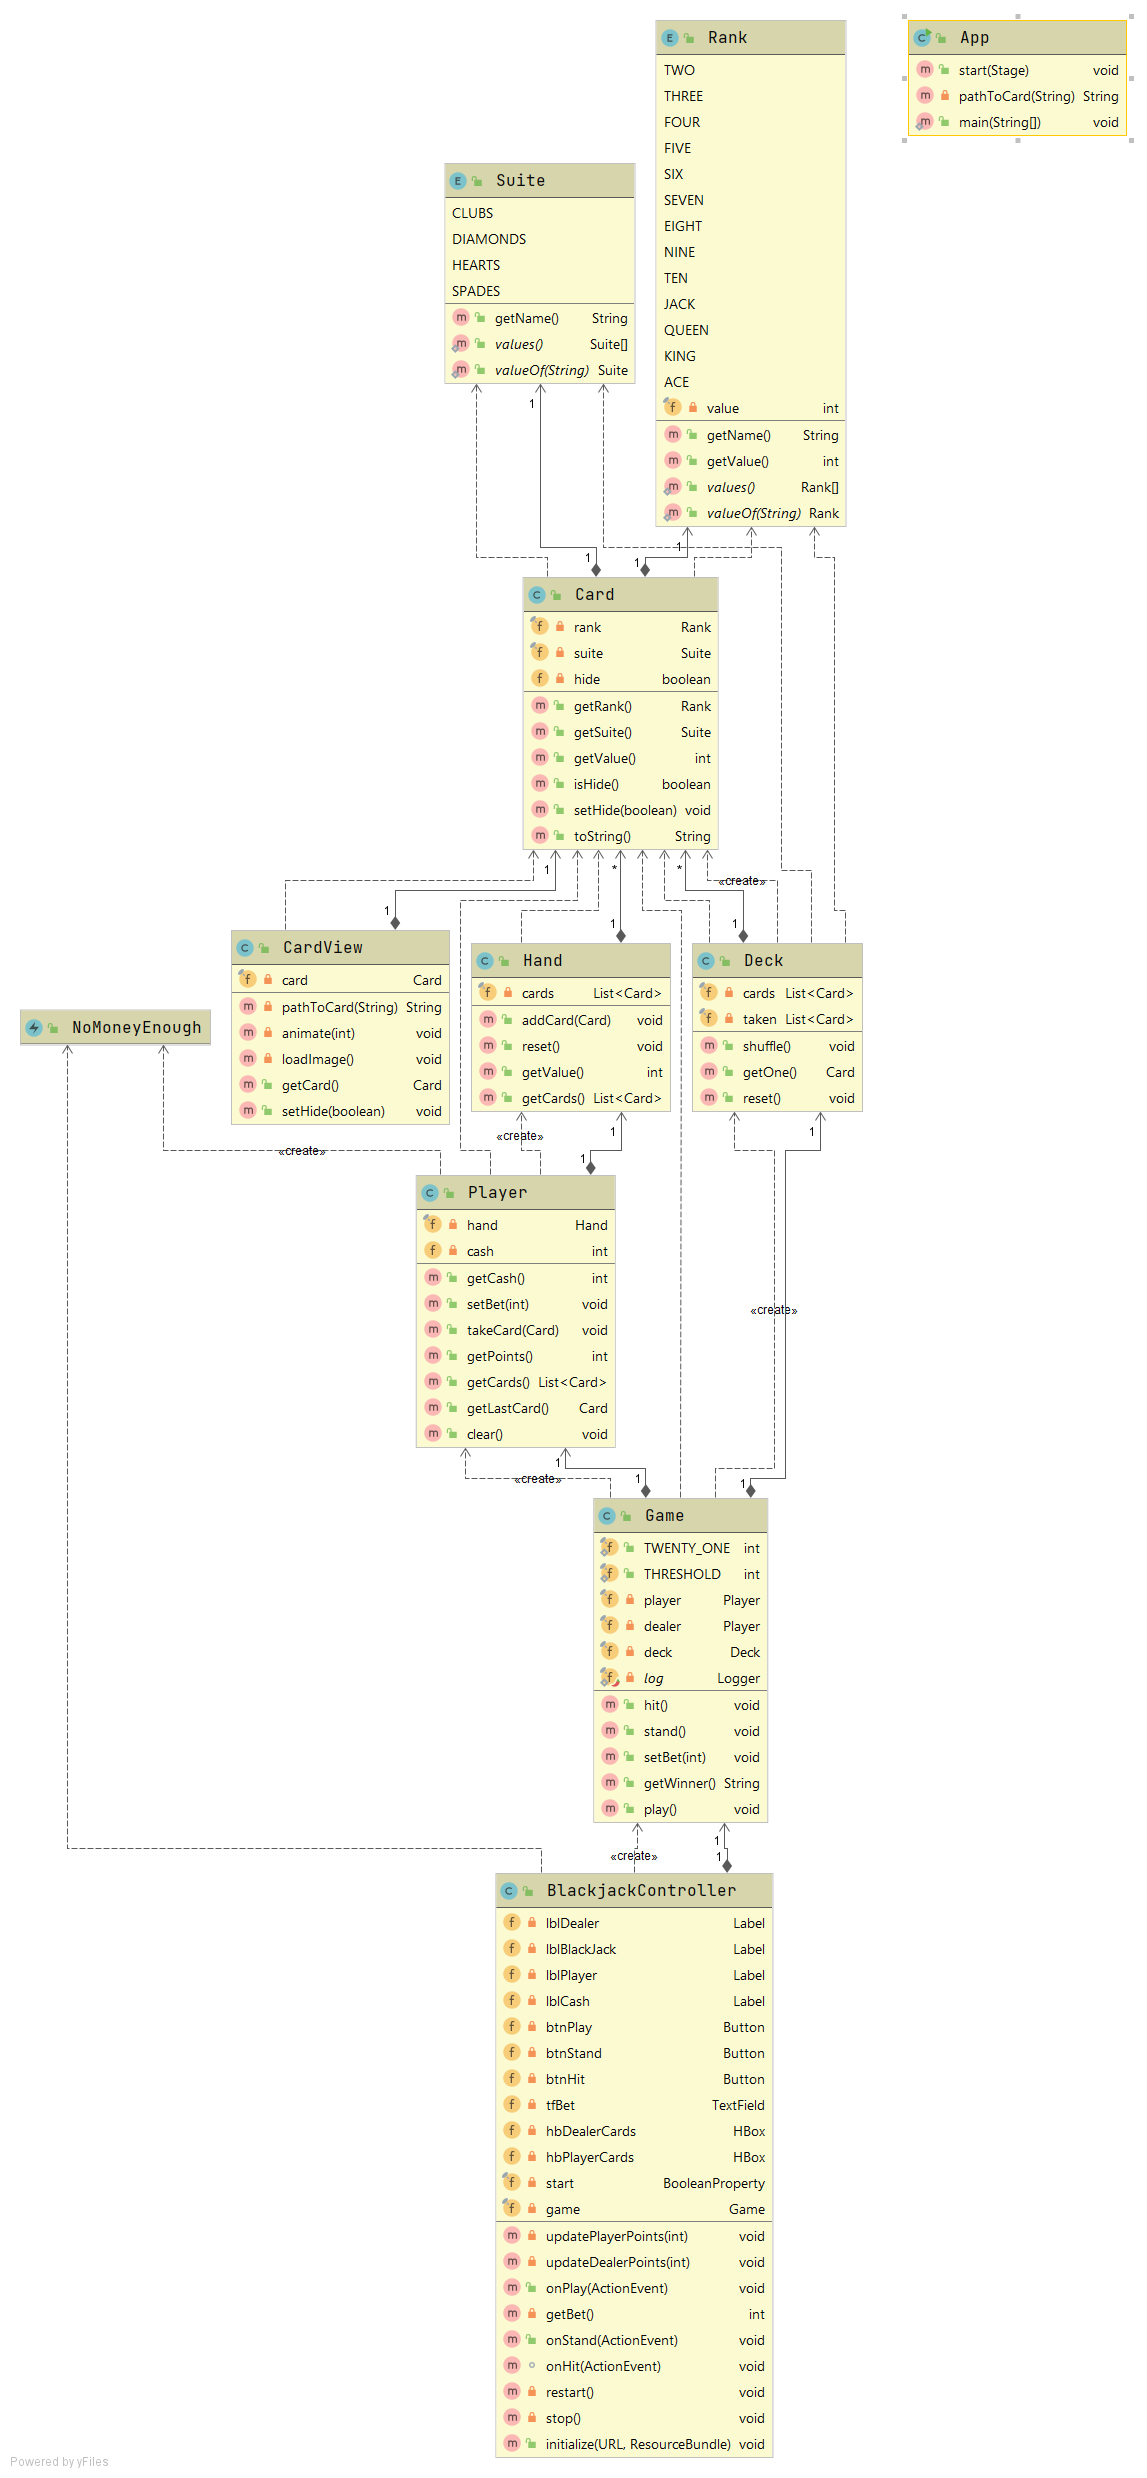 Rank
TWO
THREE
FOUR
FIVE
SIX
SEVEN
EIGHT
NINE
TEN
JACK
QUEEN
KING
ACE
value int
getName() String
getValue() int
values() Rank[]
valueOf(String) Rank
App
start(Stage) void
pathToCard(String) String
main(String[]) void
Suite
CLUBS
DIAMONDS
HEARTS
SPADES
getName() String
values() Suite[]
valueOf(String) Suite
1
1
1
1
Card
rank Rank
suite Suite
hide boolean
getRank() Rank
getSuite() Suite
getValue() int
isHide() boolean
setHide(boolean) void
toString() String
1
*
*
«create»
1
1
1
CardView
card Card
pathToCard(String) String
animate(int) void
loadImage() void
getCard() Card
setHide(boolean) void
Hand
cards List<Card>
addCard(Card) void
reset() void
getValue() int
getCards() List<Card>
Deck
cards List<Card>
taken List<Card>
shuffle() void
getOne() Card
reset() void
NoMoneyEnough
«create»
«create»
1
1
1
Player
hand Hand
cash int
getCash() int
setBet(int) void
takeCard(Card) void
getPoints() int
getCards() List<Card>
getLastCard() Card
clear() void
«create»
«create»
1
1
1
Game
TWENTY_ONE int
THRESHOLD int
player Player
dealer Player
deck Deck
log Logger
hit() void
stand() void
setBet(int) void
getWinner() String
play() void
«create»
1
1
BlackjackController
lblDealer Label
lblBlackJack Label
lblPlayer Label
lblCash Label
btnPlay Button
btnStand Button
btnHit Button
tfBet TextField
hbDealerCards HBox
hbPlayerCards HBox
start BooleanProperty
game Game
updatePlayerPoints(int) void
updateDealerPoints(int) void
onPlay(ActionEvent) void
getBet() int
onStand(ActionEvent) void
onHit(ActionEvent) void
restart() void
stop() void
initialize(URL, ResourceBundle) void
Powered by yFiles